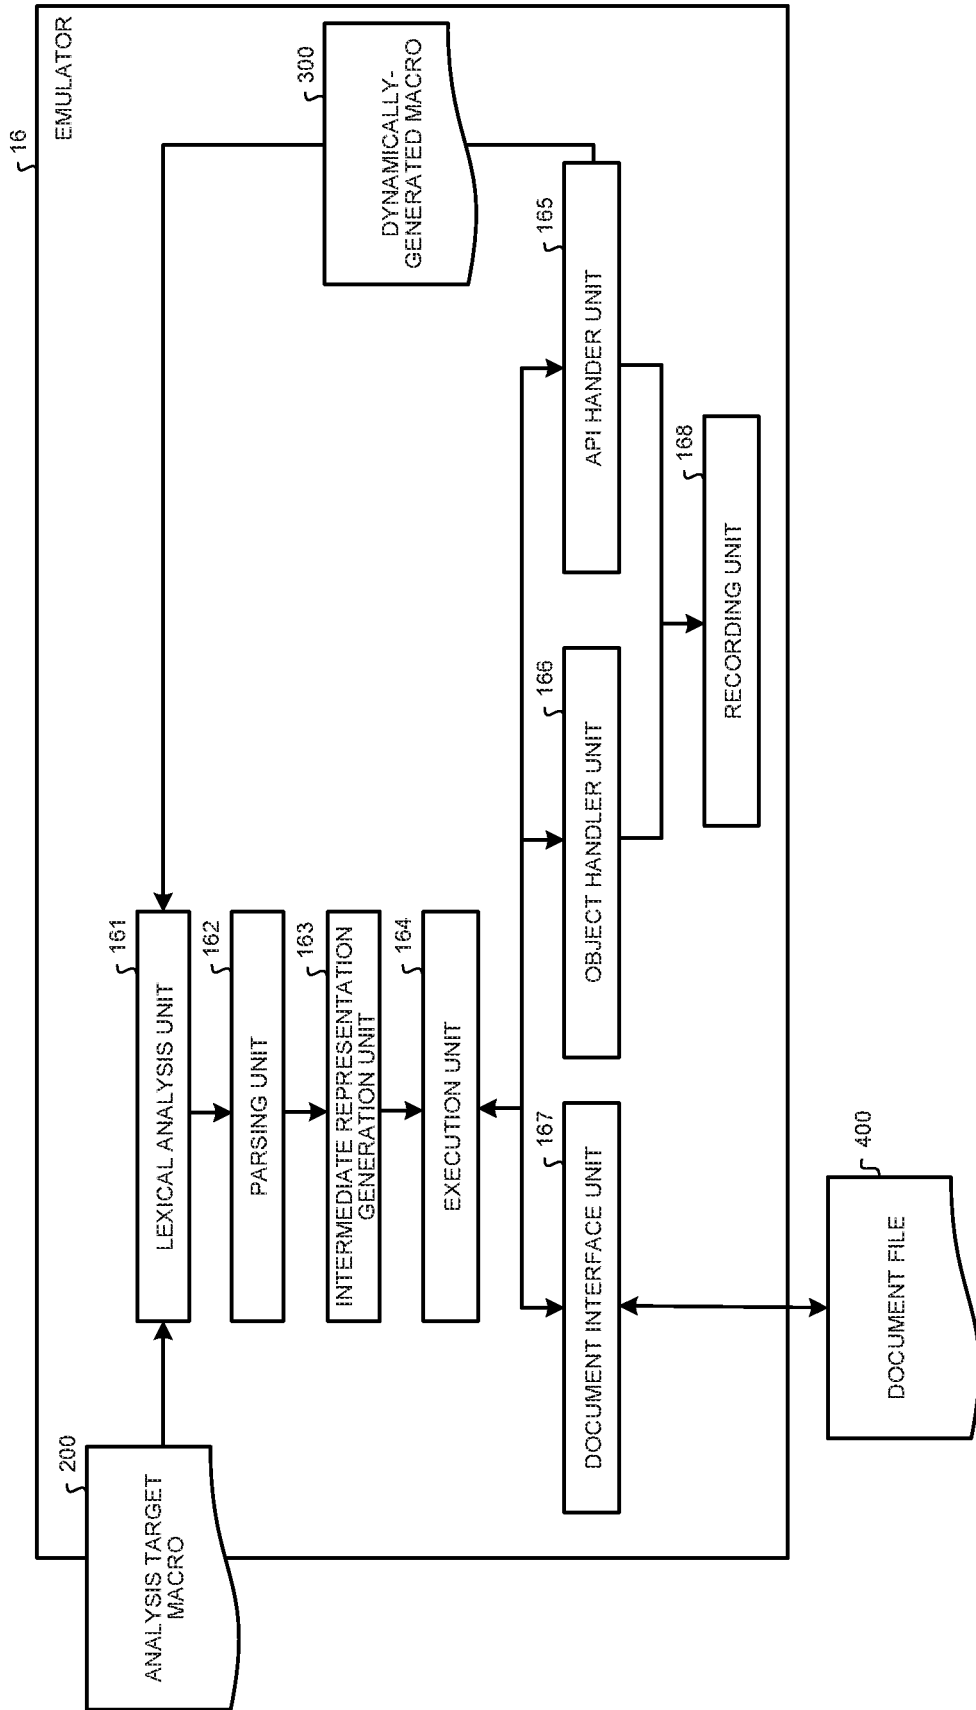 16
EMULATOR
200
ANALYSIS TARGET
MACRO
161
LEXICAL ANALYSIS UNIT
162
PARSING UNIT
163
INTERMEDIATE REPRESENTATION
GENERATION UNIT
164
EXECUTION UNIT
300
DYNAMICALLY-
GENERATED MACRO
167
DOCUMENT INTERFACE UNIT
166
OBJECT HANDLER UNIT
165
API HANDER UNIT
168
RECORDING UNIT
400
DOCUMENT FILE